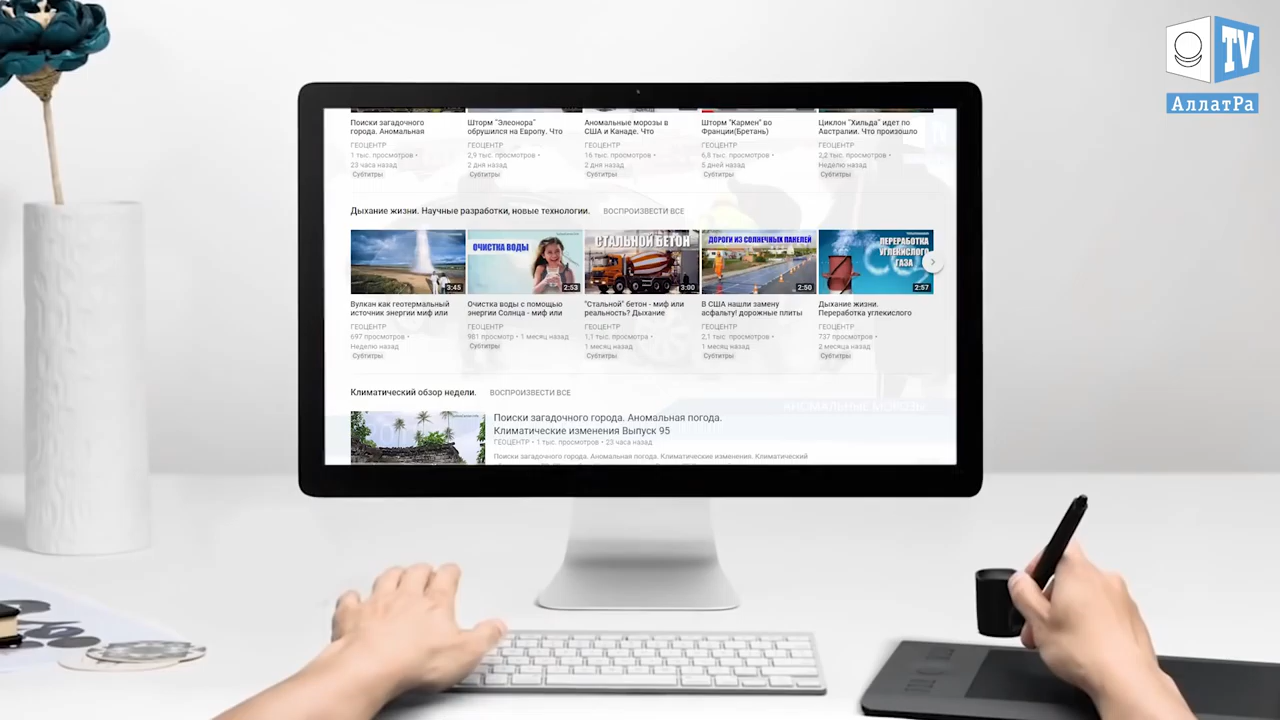 TV
АллатРа
Поиски загадочного
города. Аномальная
ГЕОЦЕНТР
1 тыс. просмотров •
23 часа назад
Субтитры
Шторм "Элеонора"
обрушился на Европу. Что
ГЕОЦЕНТР
2,9 тыс. просмотров •
2 дня назад
Субтитры
Аномальные морозы в
США и Канаде. Что
ГЕОЦЕНТР
16 тыс. просмотров •
2 дня назад
Субтитры
Шторм "Кармен" во
Франции(Бретань)
ГЕОЦЕНТР
6,8 тыс. просмотров •
5 дней назад
Субтитры
Циклон "Хильда" идет по
Австралии. Что произошло
ГЕОЦЕНТР
2,2 тыс. просмотров •
Неделю назад
Субтитры
Дыхание жизни. Научные разработки, новые технологии. ВОСПРОИЗВЕСТИ ВСЕ
3:45
Вулкан как геотермальный
источник энергии миф или
ГЕОЦЕНТР
697 просмотров •
Неделю назад
Субтитры
ОЧИСТКА ВОДЫ
2:53
Очистка воды с помощью
энергии Солнца - миф или
ГЕОЦЕНТР
981 просмотр • 1 месяц назад
Субтитры
СТАЛЬНОЙ БЕТОН
3:00
"Стальной" бетон - миф или
реальность? Дыхание
ГЕОЦЕНТР
1,1 тыс. просмотра •
1 месяц назад
Субтитры
ДОРОГИ ИЗ СОЛНЕЧНЫХ ПАНЕЛЕЙ
2:50
В США нашли замену
асфальту! дорожные плиты
ГЕОЦЕНТР
2,1 тыс. просмотров •
1 месяц назад
Субтитры
ПЕРЕРАБОТКА
УГЛЕКИСЛОГО
ГАЗА
2:57
Дыхание жизни.
Переработка углекислого
ГЕОЦЕНТР
737 просмотров •
2 месяца назад
Субтитры
Климатический обзор недели. ВОСПРОИЗВЕСТИ ВСЕ
АНОМАЛЬНЫЕ МОРОЗЫ
Поиски загадочного города. Аномальная погода.
Климатические изменения Выпуск 95
ГЕОЦЕНТР • 1 тыс. просмотров • 23 часа назад
Поиски загадочного города. Аномальная погода. Климатические изменения. Климатический